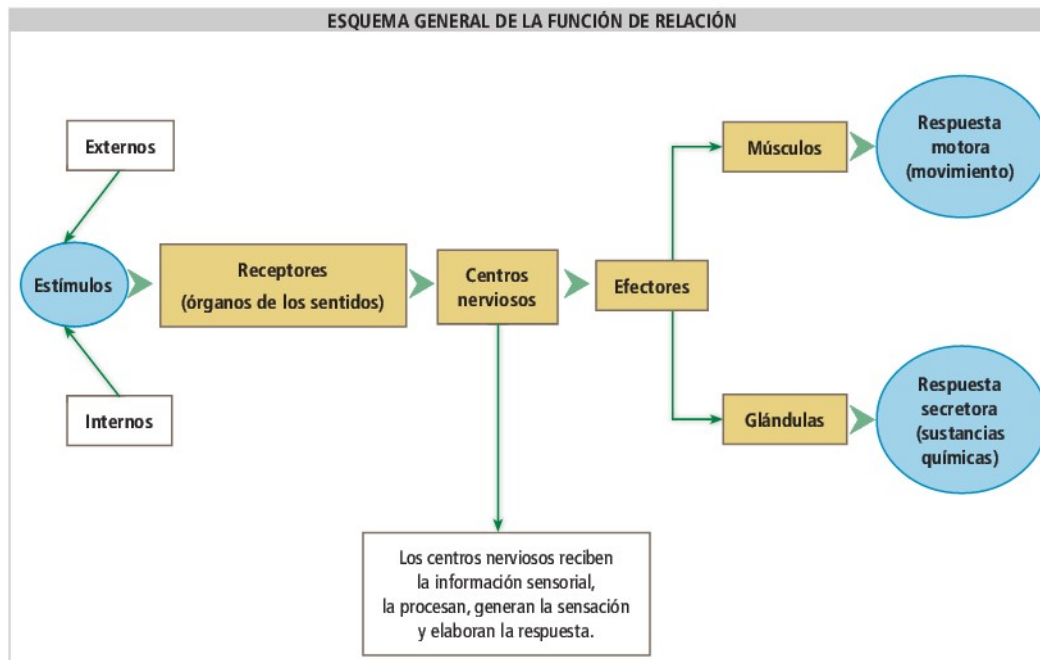 ESQUEMA GENERAL DE LA FUNCIÓN DE RELACIÓN
Externos
Estímulos
Internos
Receptores
(órganos de los sentidos)
Centros
nerviosos
Efectores
Músculos
Respuesta
motora
(movimiento)
Glándulas
Respuesta
secretora
(sustancias
químicas)
Los centros nerviosos reciben
la información sensorial,
la procesan, generan la sensación
y elaboran la respuesta.